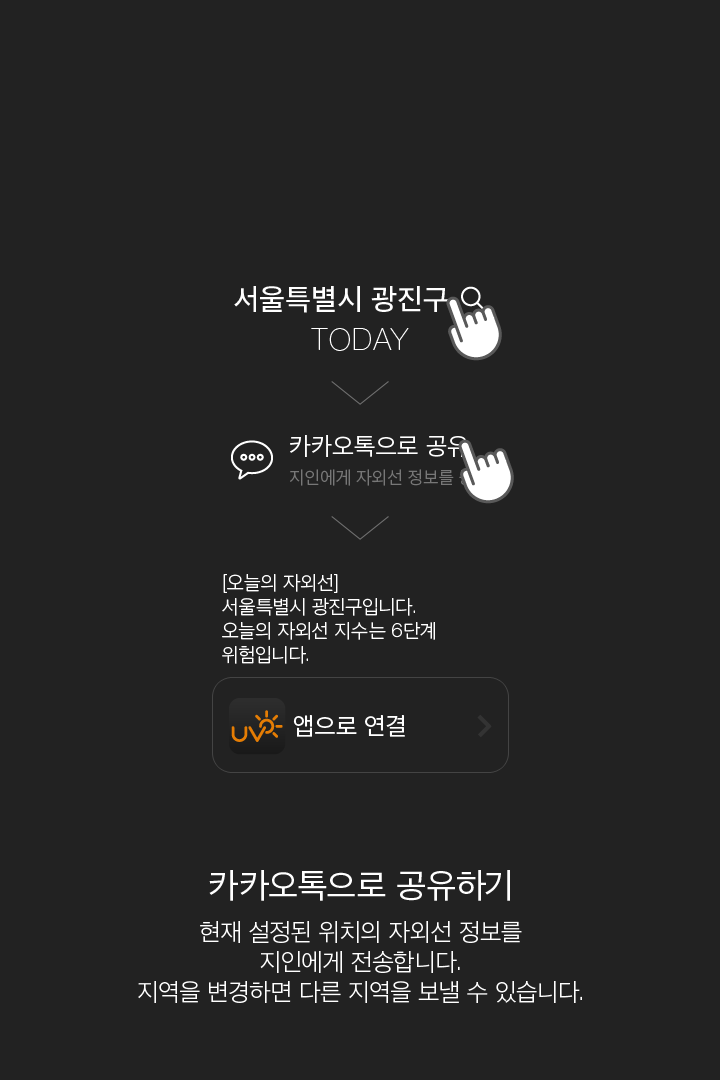 서울특별시 광진구
TODAY
카카오톡으로 공유
지인에게 자외선 정보를
[오늘의 자외선]
서울특별시 광진구입니다.
오늘의 자외선 지수는 6단계
위험입니다.
UV
앱으로 연결
카카오톡으로 공유하기
현재 설정된 위치의 자외선 정보를
지인에게 전송합니다.
지역을 변경하면 다른 지역을 보낼 수 있습니다.